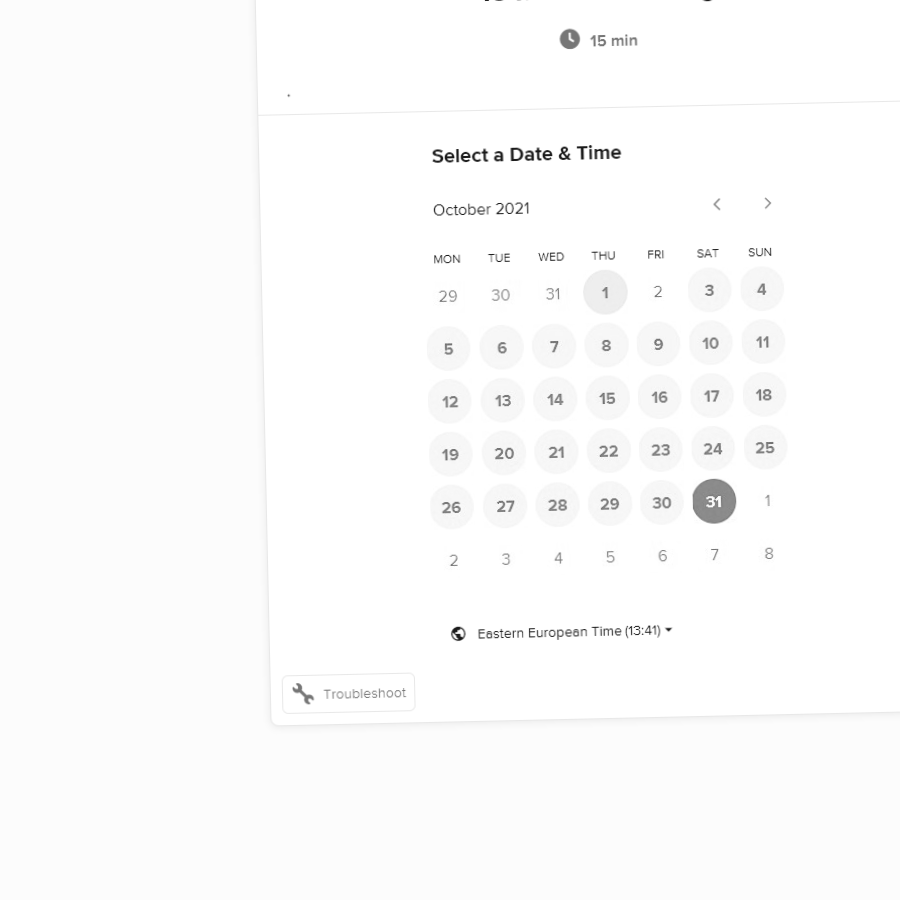 15 min
.
Select a Date & Time
October 2021
MON TUE WED THU FRI SAT SUN
29 30 31 1 2 3 4
5 6 7 8 9 10 11
12 13 14 15 16 17 18
19 20 21 22 23 24 25
26 27 28 29 30 31 1
2 3 4 5 6 7 8
Eastern European Time (13:41)
Troubleshoot